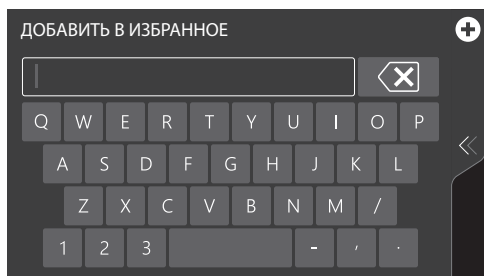 ДОБАВИТЬ В ИЗБРАННОЕ
Q W E R T Y U I O P
A S D F G H J K L
Z X C V B N M /
1 2 3 - , .